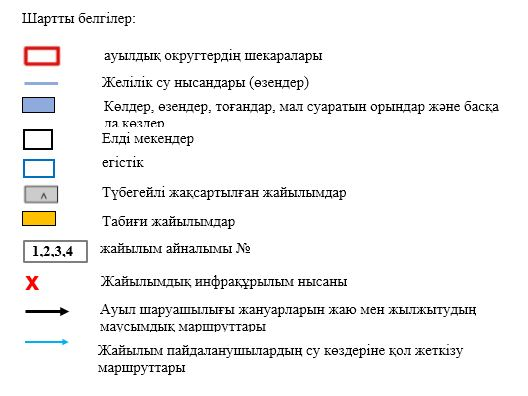 Шартты белгілер:
ауылдық округтердің шекаралары
Желілік су нысандары (өзендер)
Көлдер, өзендер, тоғандар, мал суаратын орындар және басқа
да көздер
Елді мекендер
егістік
^ Түбегейлі жақсартылған жайылымдар
Табиғи жайылымдар
1,2,3,4 жайылым айналымы №
X Жайылымдық инфрақұрылым нысаны
Ауыл шаруашылығы жануарларын жаю мен жылжытудың
маусымдық маршруттары
Жайылым пайдаланушылардың су көздеріне қол жеткізу
маршруттары